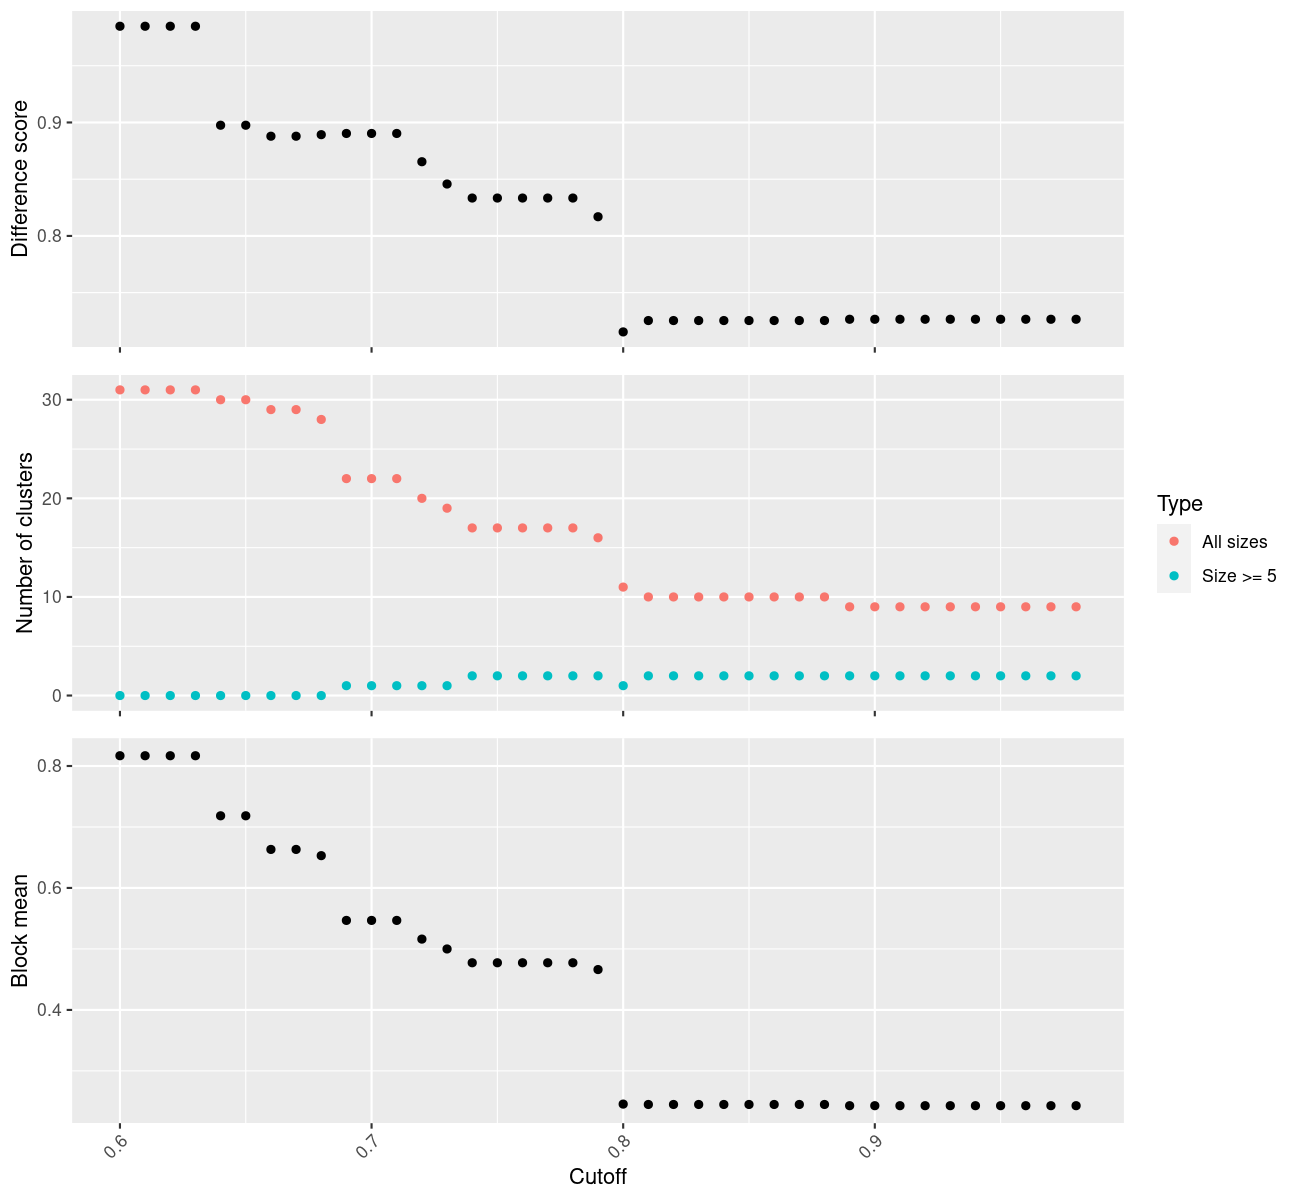 Difference score
0.9
0.8
Number of clusters
30
20
10
0
Type
All sizes
Size >= 5
Block mean
0.8
0.6
0.4
0.6
0.7
0.8
0.9
Cutoff